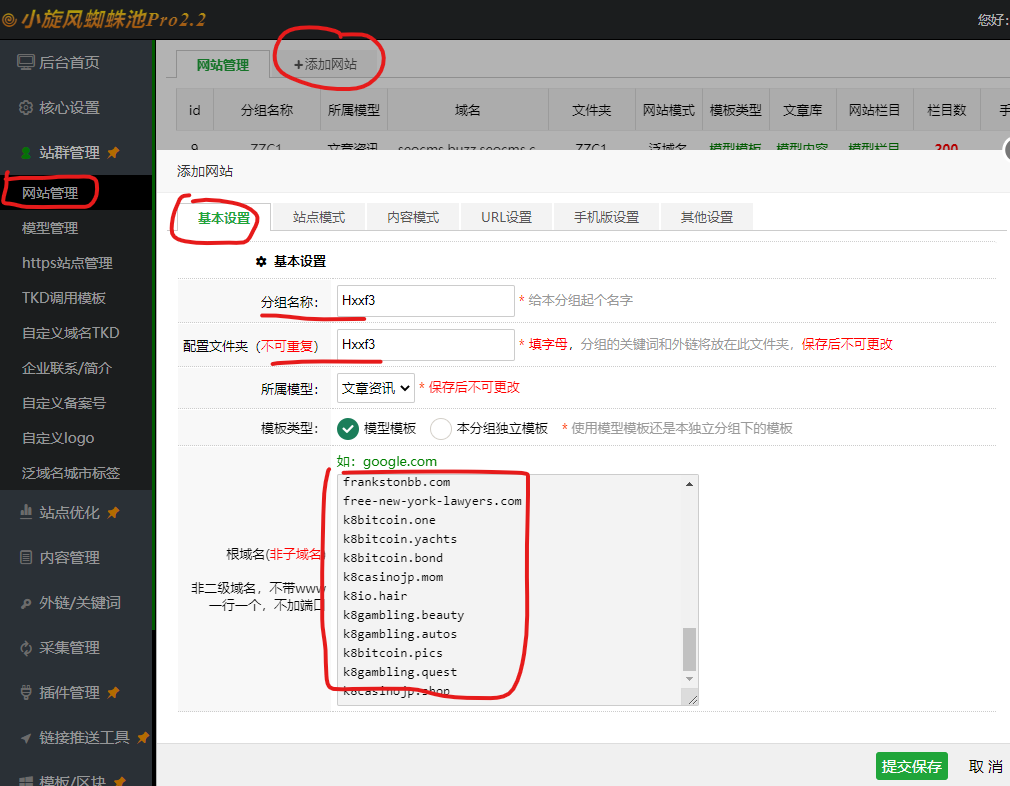 小旋风蜘蛛池Pro2.2
您好:
后台首页
核心设置
站群管理
网站管理
模型管理
https站点管理
TKD调用模板
自定义域名TKD
企业联系/简介
自定义备案号
自定义logo
泛域名城市标签
站点优化
内容管理
外链/关键词
采集管理
插件管理
链接推送工具
模板/区块
网站管理
+添加网站
id 分组名称 所属模型 域名 文件夹 网站模式 模板类型 文章库 网站栏目 栏目数
9 ZZC1 文章资讯 seocms.buzz seocms.c ZZC1 泛域名 模型模板 模型内容 模型栏目 200
添加网站
基本设置 站点模式 内容模式 URL设置 手机版设置 其他设置
基本设置
分组名称： Hxxf3 * 给本分组起个名字
配置文件夹（不可重复） Hxxf3 * 填字母，分组的关键词和外链将放在此文件夹，保存后不可更改
所属模型： 文章资讯 * 保存后不可更改
模板类型： 模型模板 本分组独立模板 * 使用模型模板还是本独立分组下的模板
如：google.com
根域名(非子域名)
非二级域名，不带www
一行一个，不加端口
frankstonbb.com
free-new-york-lawyers.com
k8bitcoin.one
k8bitcoin.yachts
k8bitcoin.bond
k8casinojp.mom
k8io.hair
k8gambling.beauty
k8gambling.autos
k8bitcoin.pics
k8gambling.quest
k8casinojp.shop
提交保存 取 消